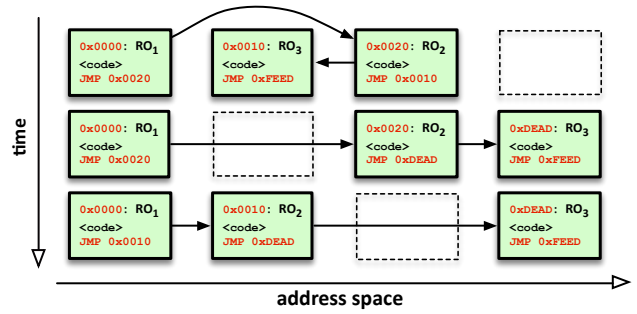 0x0000: RO1
<code>
JMP 0x0020
0x0010: RO3
<code>
JMP 0xFEED
0x0020: RO2
<code>
JMP 0x0010
0x0000: RO1
<code>
JMP 0x0020
0x0020: RO2
<code>
JMP 0xDEAD
0xDEAD: RO3
<code>
JMP 0xFEED
0x0000: RO1
<code>
JMP 0x0010
0x0010: RO2
<code>
JMP 0xDEAD
0xDEAD: RO3
<code>
JMP 0xFEED
time
address space